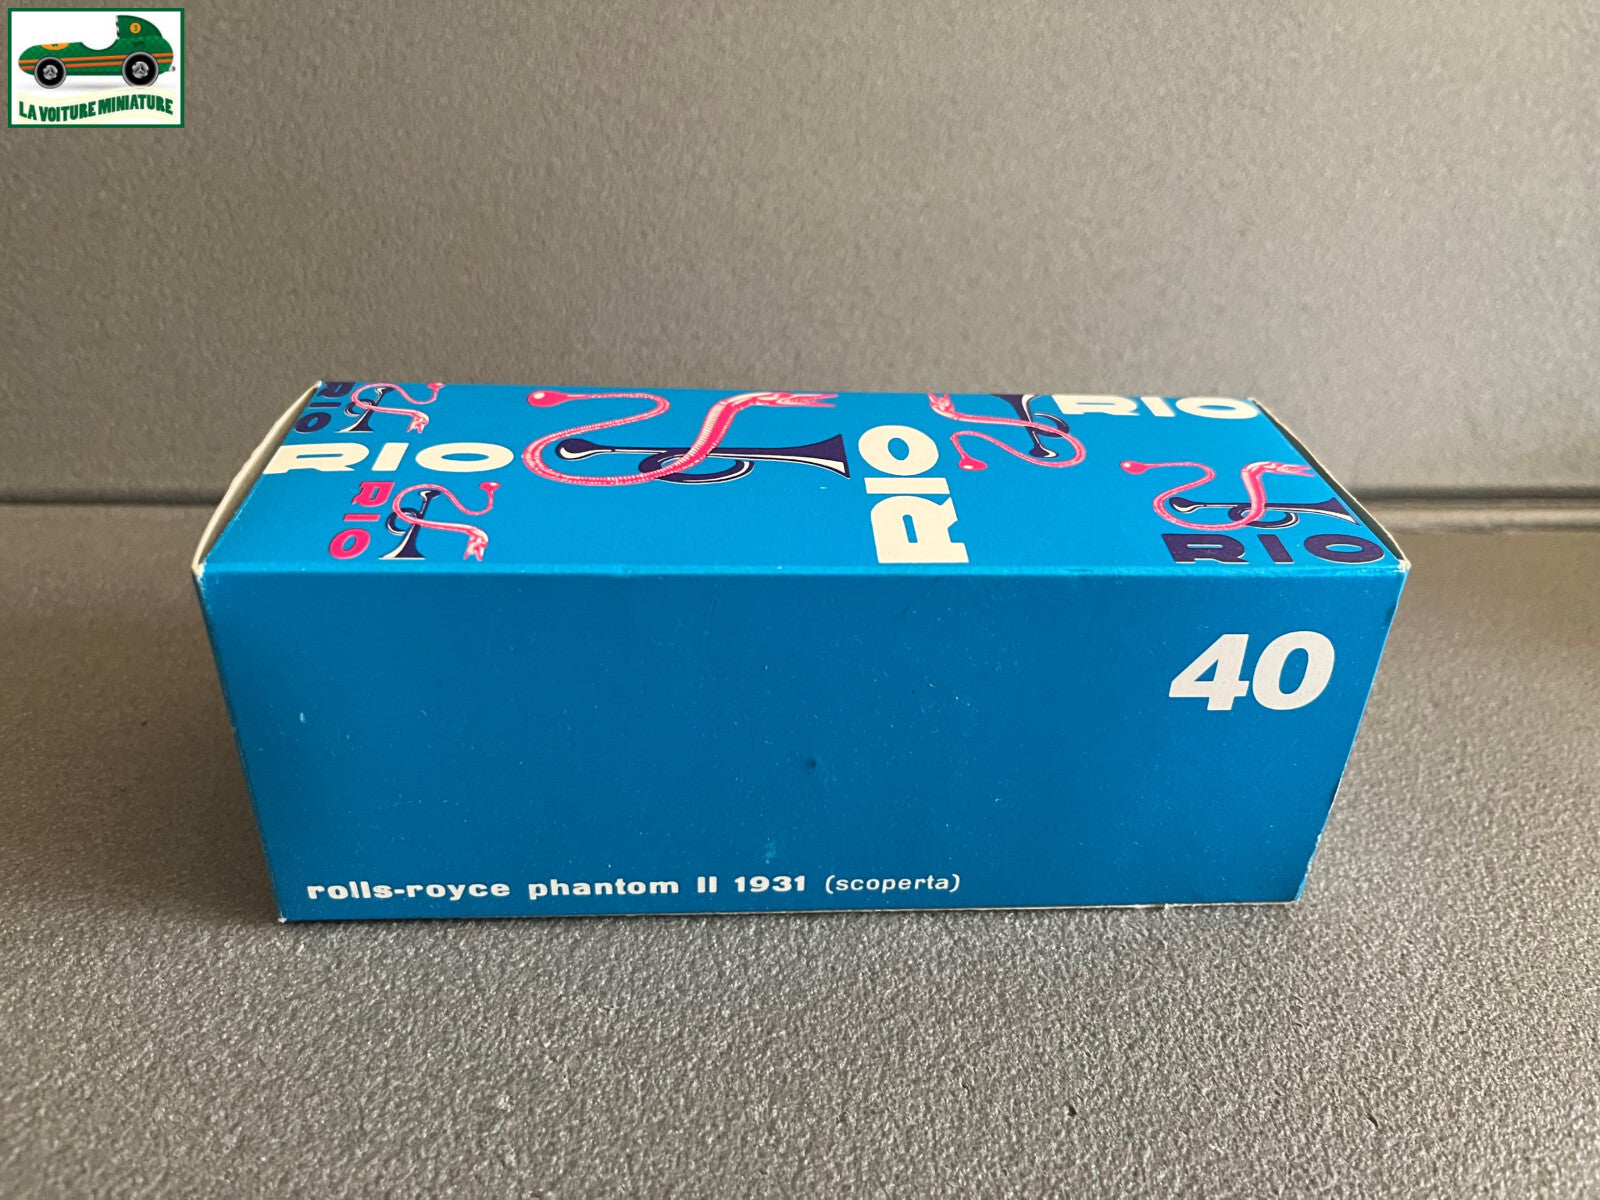 LA VOITURE MINIATURE
RIO
RIO
RIO
RIO
RIO
RIO
40
rolls-royce phantom II 1931 (scoperta)